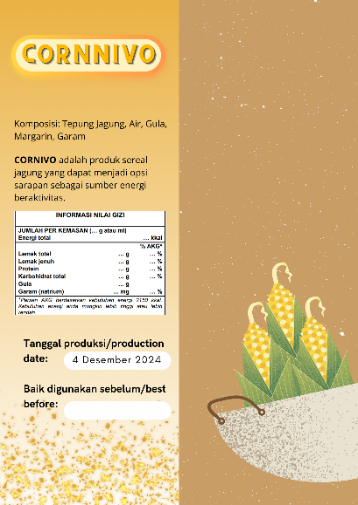 CORNNIVO
Komposisi: Tepung Jagung, Air, Gula,
Margarin, Garam
CORNIVO adalah produk sereal
jagung yang dapat menjadi opsi
sarapan sebagai sumber energi
beraktivitas.
INFORMASI NILAI GIZI
JUMLAH PER KEMASAN (... g atau ml)
Energi total ... kkal
% AKG*
Lemak total ... g ... %
Lemak jenuh ... g ... %
Protein ... g ... %
Karbohidrat total ... g ... %
Gula ... g
Garam (natrium) ... mg ... %
*Persen AKG berdasarkan kebutuhan energi 2150 kkal.
Kebutuhan energi anda mungkin lebih tinggi atau lebih
rendah
Tanggal produksi/production
date: 4 Desember 2024
Baik digunakan sebelum/best
before: